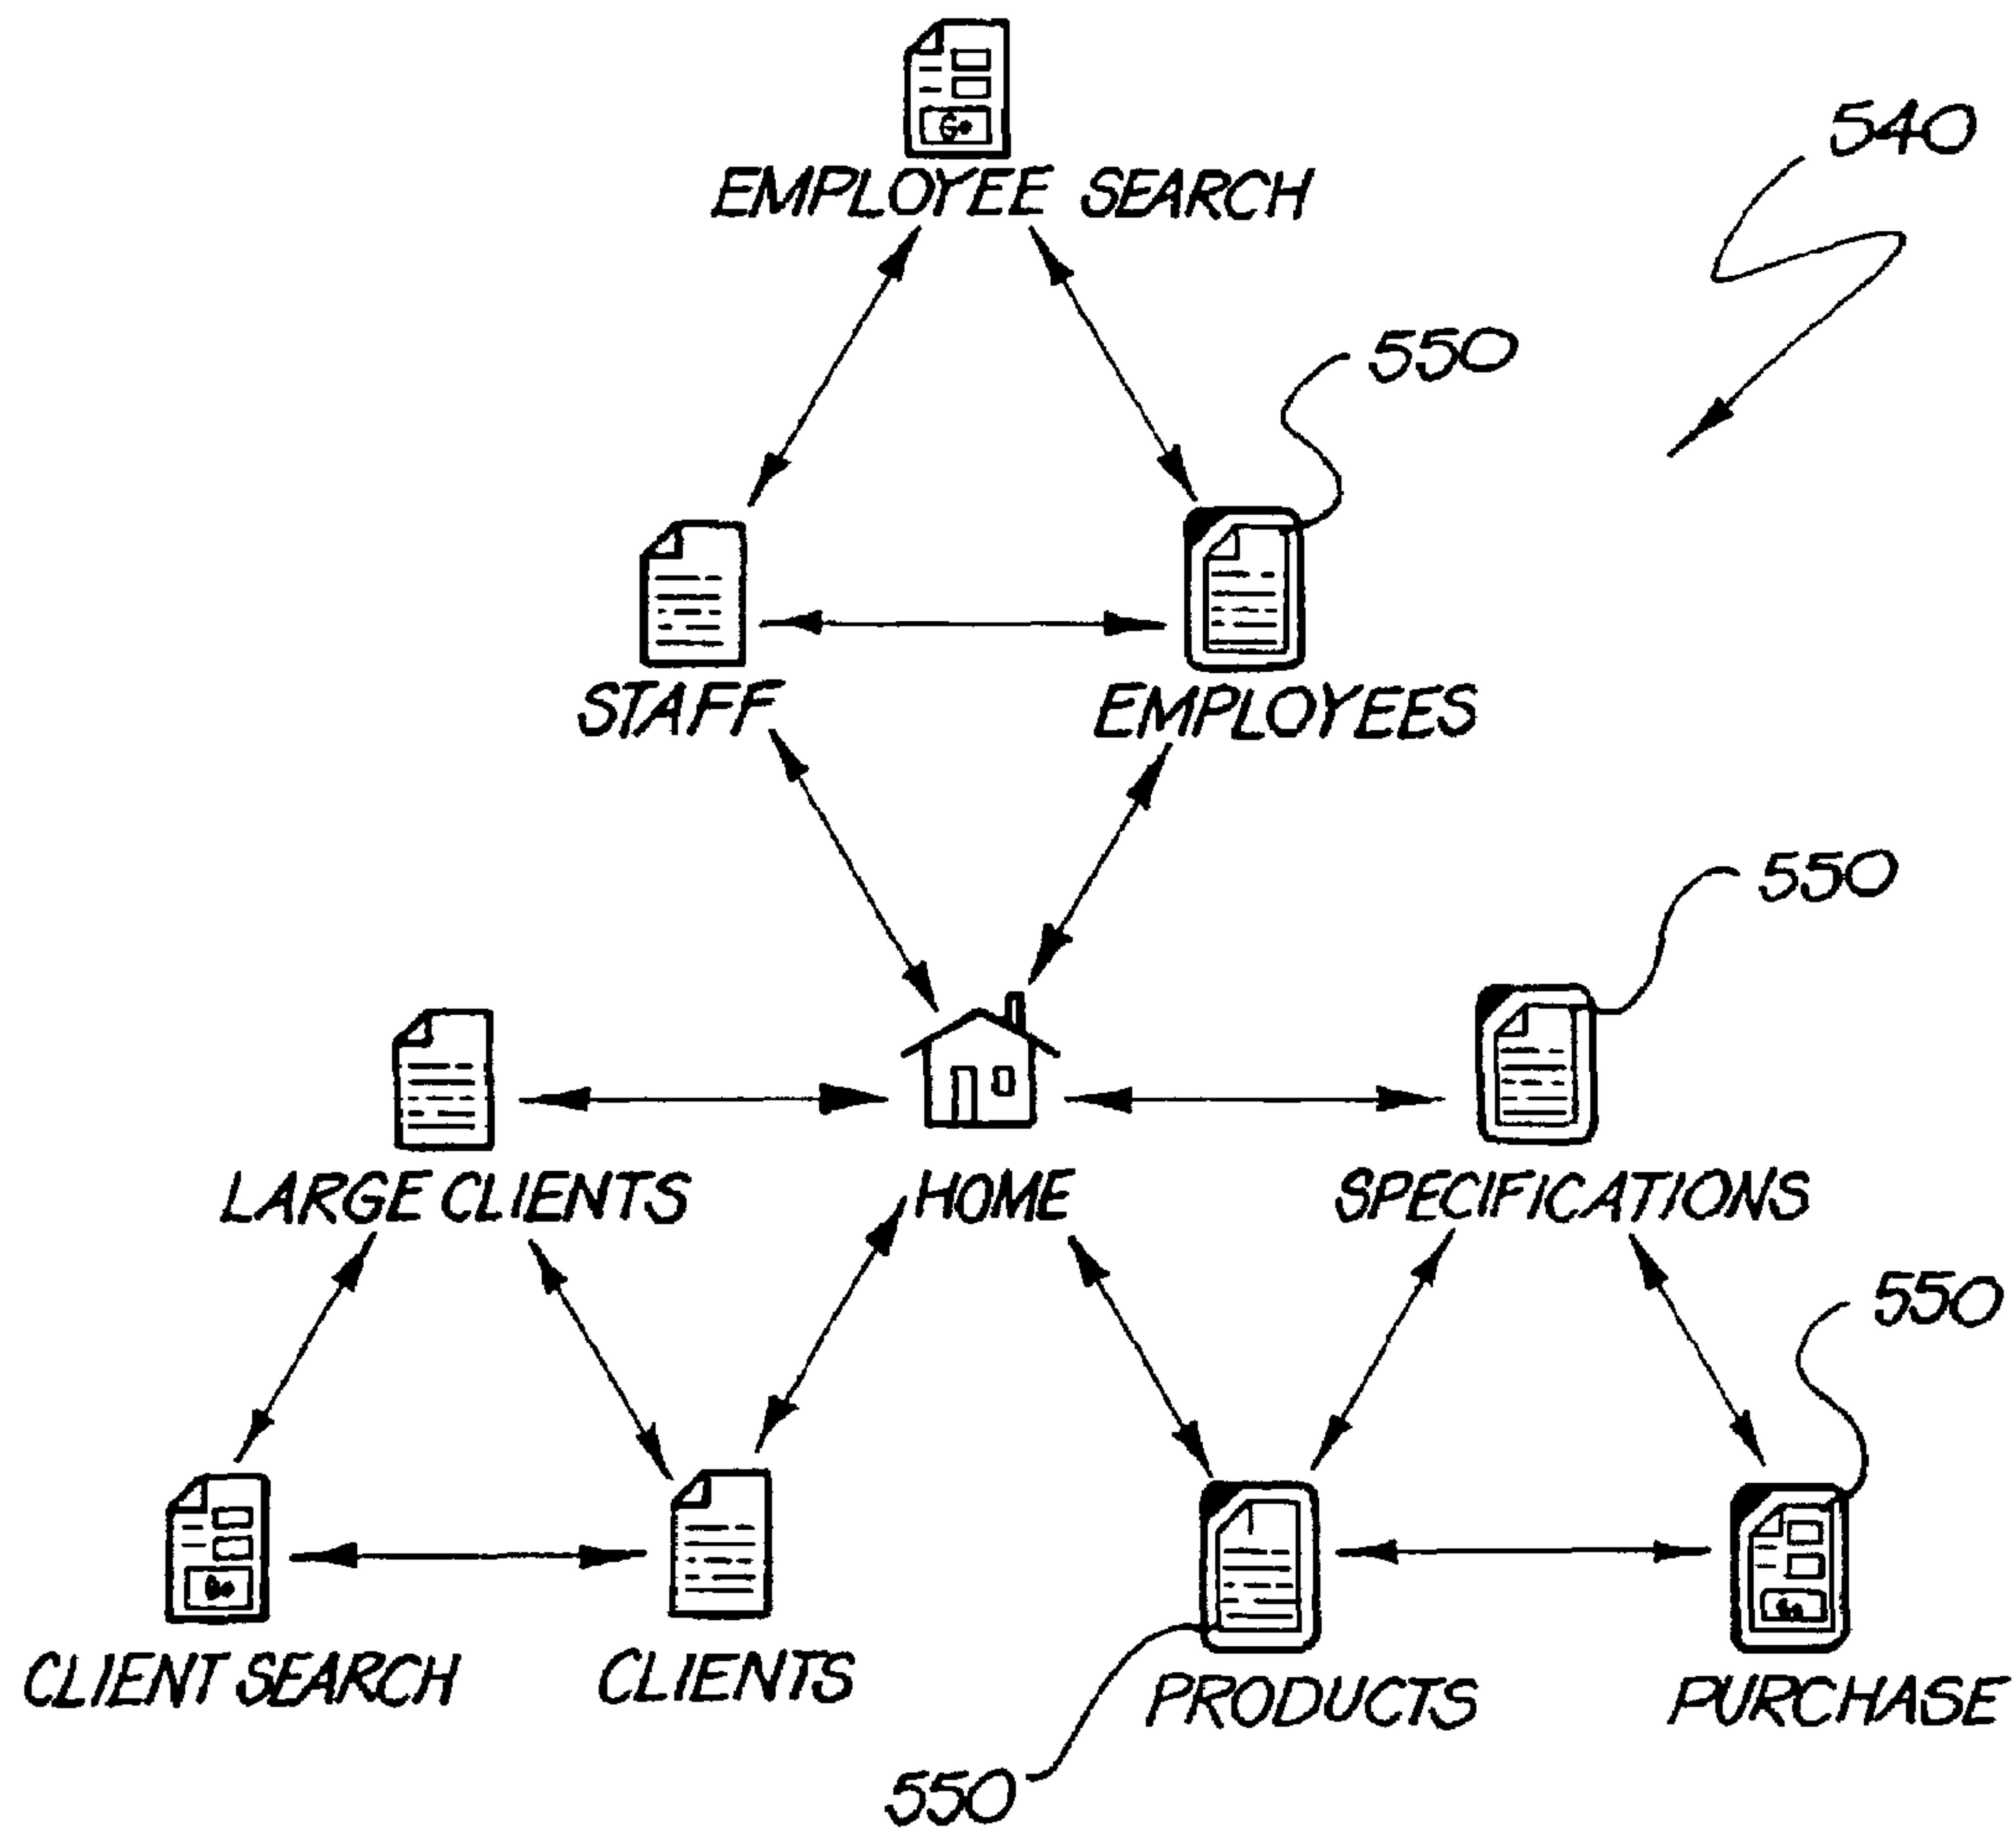 540
EMPLOYEE SEARCH
550
STAFF
EMPLOYEES
550
LARGE CLIENTS
HOME
SPECIFICATIONS
550
CLIENT SEARCH
CLIENTS
PRODUCTS
PURCHASE
550